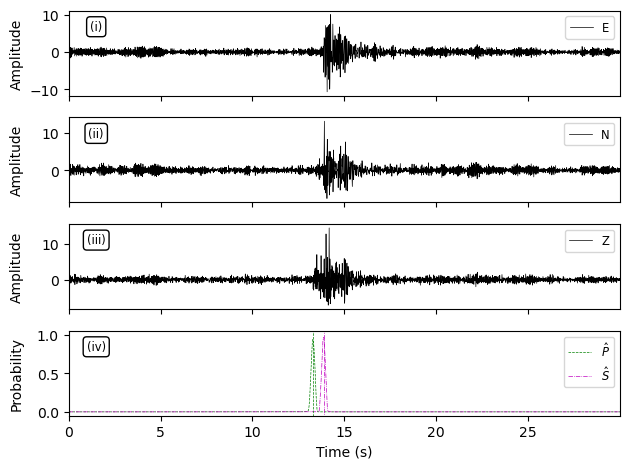 10
0
−10
Amplitude
(i)
E
10
0
Amplitude
(ii)
N
10
0
Amplitude
(iii)
Z
1.0
0.5
0.0
Probability
(iv)
P̂
Ŝ
0 5 10 15 20 25
Time (s)